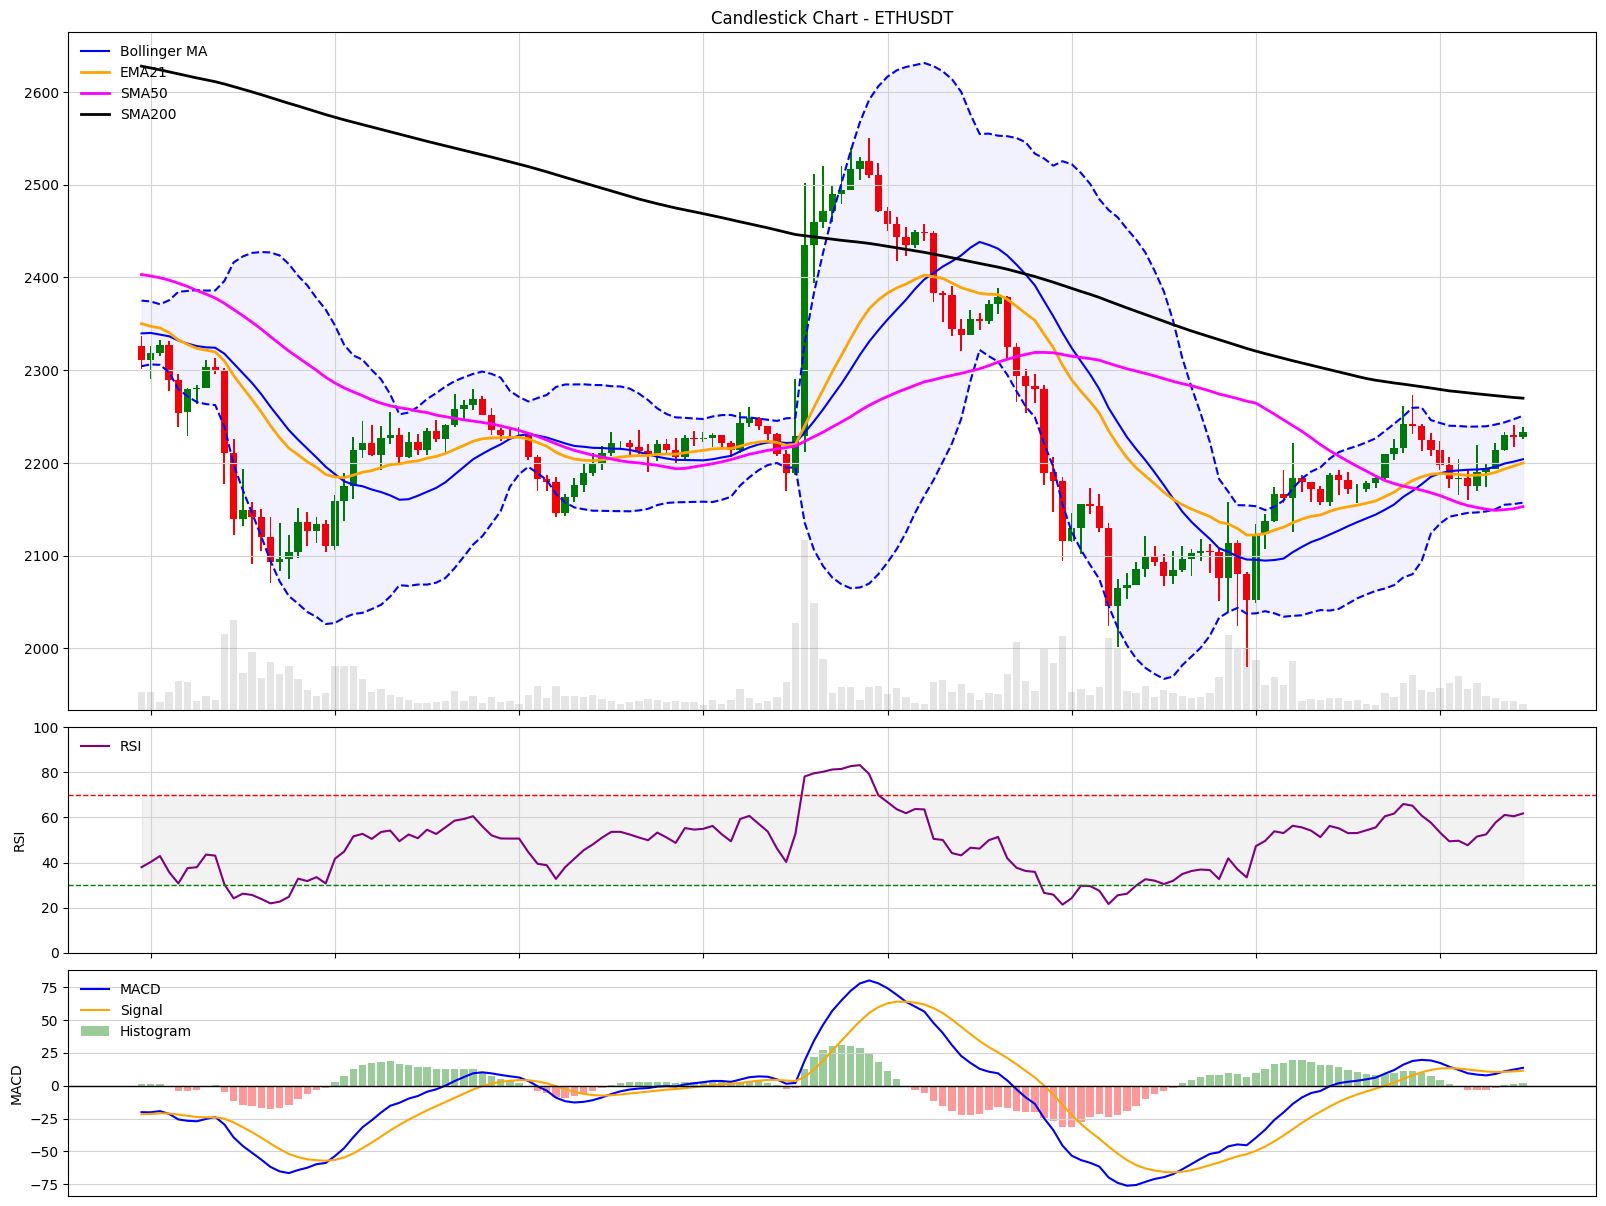 Candlestick Chart - ETHUSDT
Bollinger MA
EMA21
SMA50
SMA200
2600
2500
2400
2300
2200
2100
2000
RSI
100
80
60
40
20
0
RSI
MACD
Signal
Histogram
75
50
25
0
−25
−50
−75
MACD